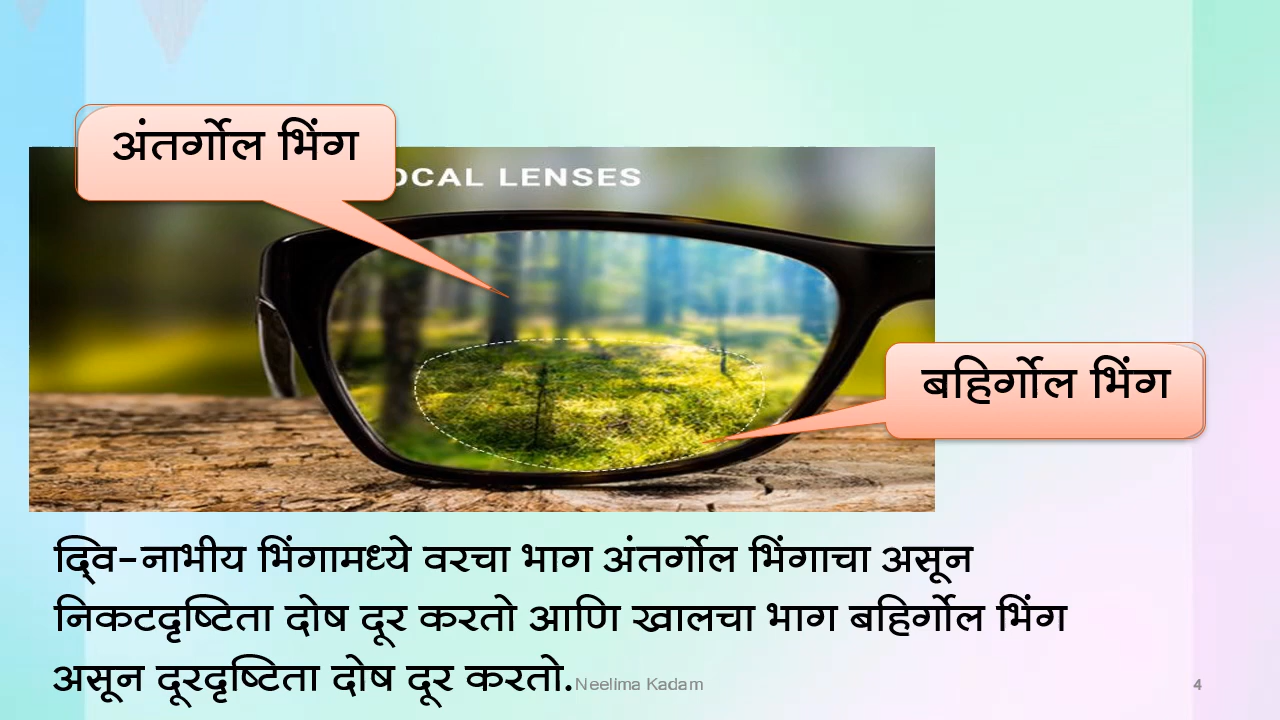 अंतर्गोल भिंग
OCAL LENSES
बहिर्गोल भिंग
द्वि-नाभीय भिंगामध्ये वरचा भाग अंतर्गोल भिंगाचा असून
निकटदृष्टिता दोष दूर करतो आणि खालचा भाग बहिर्गोल भिंग
असून दूरदृष्टिता दोष दूर करतो.
Neelima Kadam
4